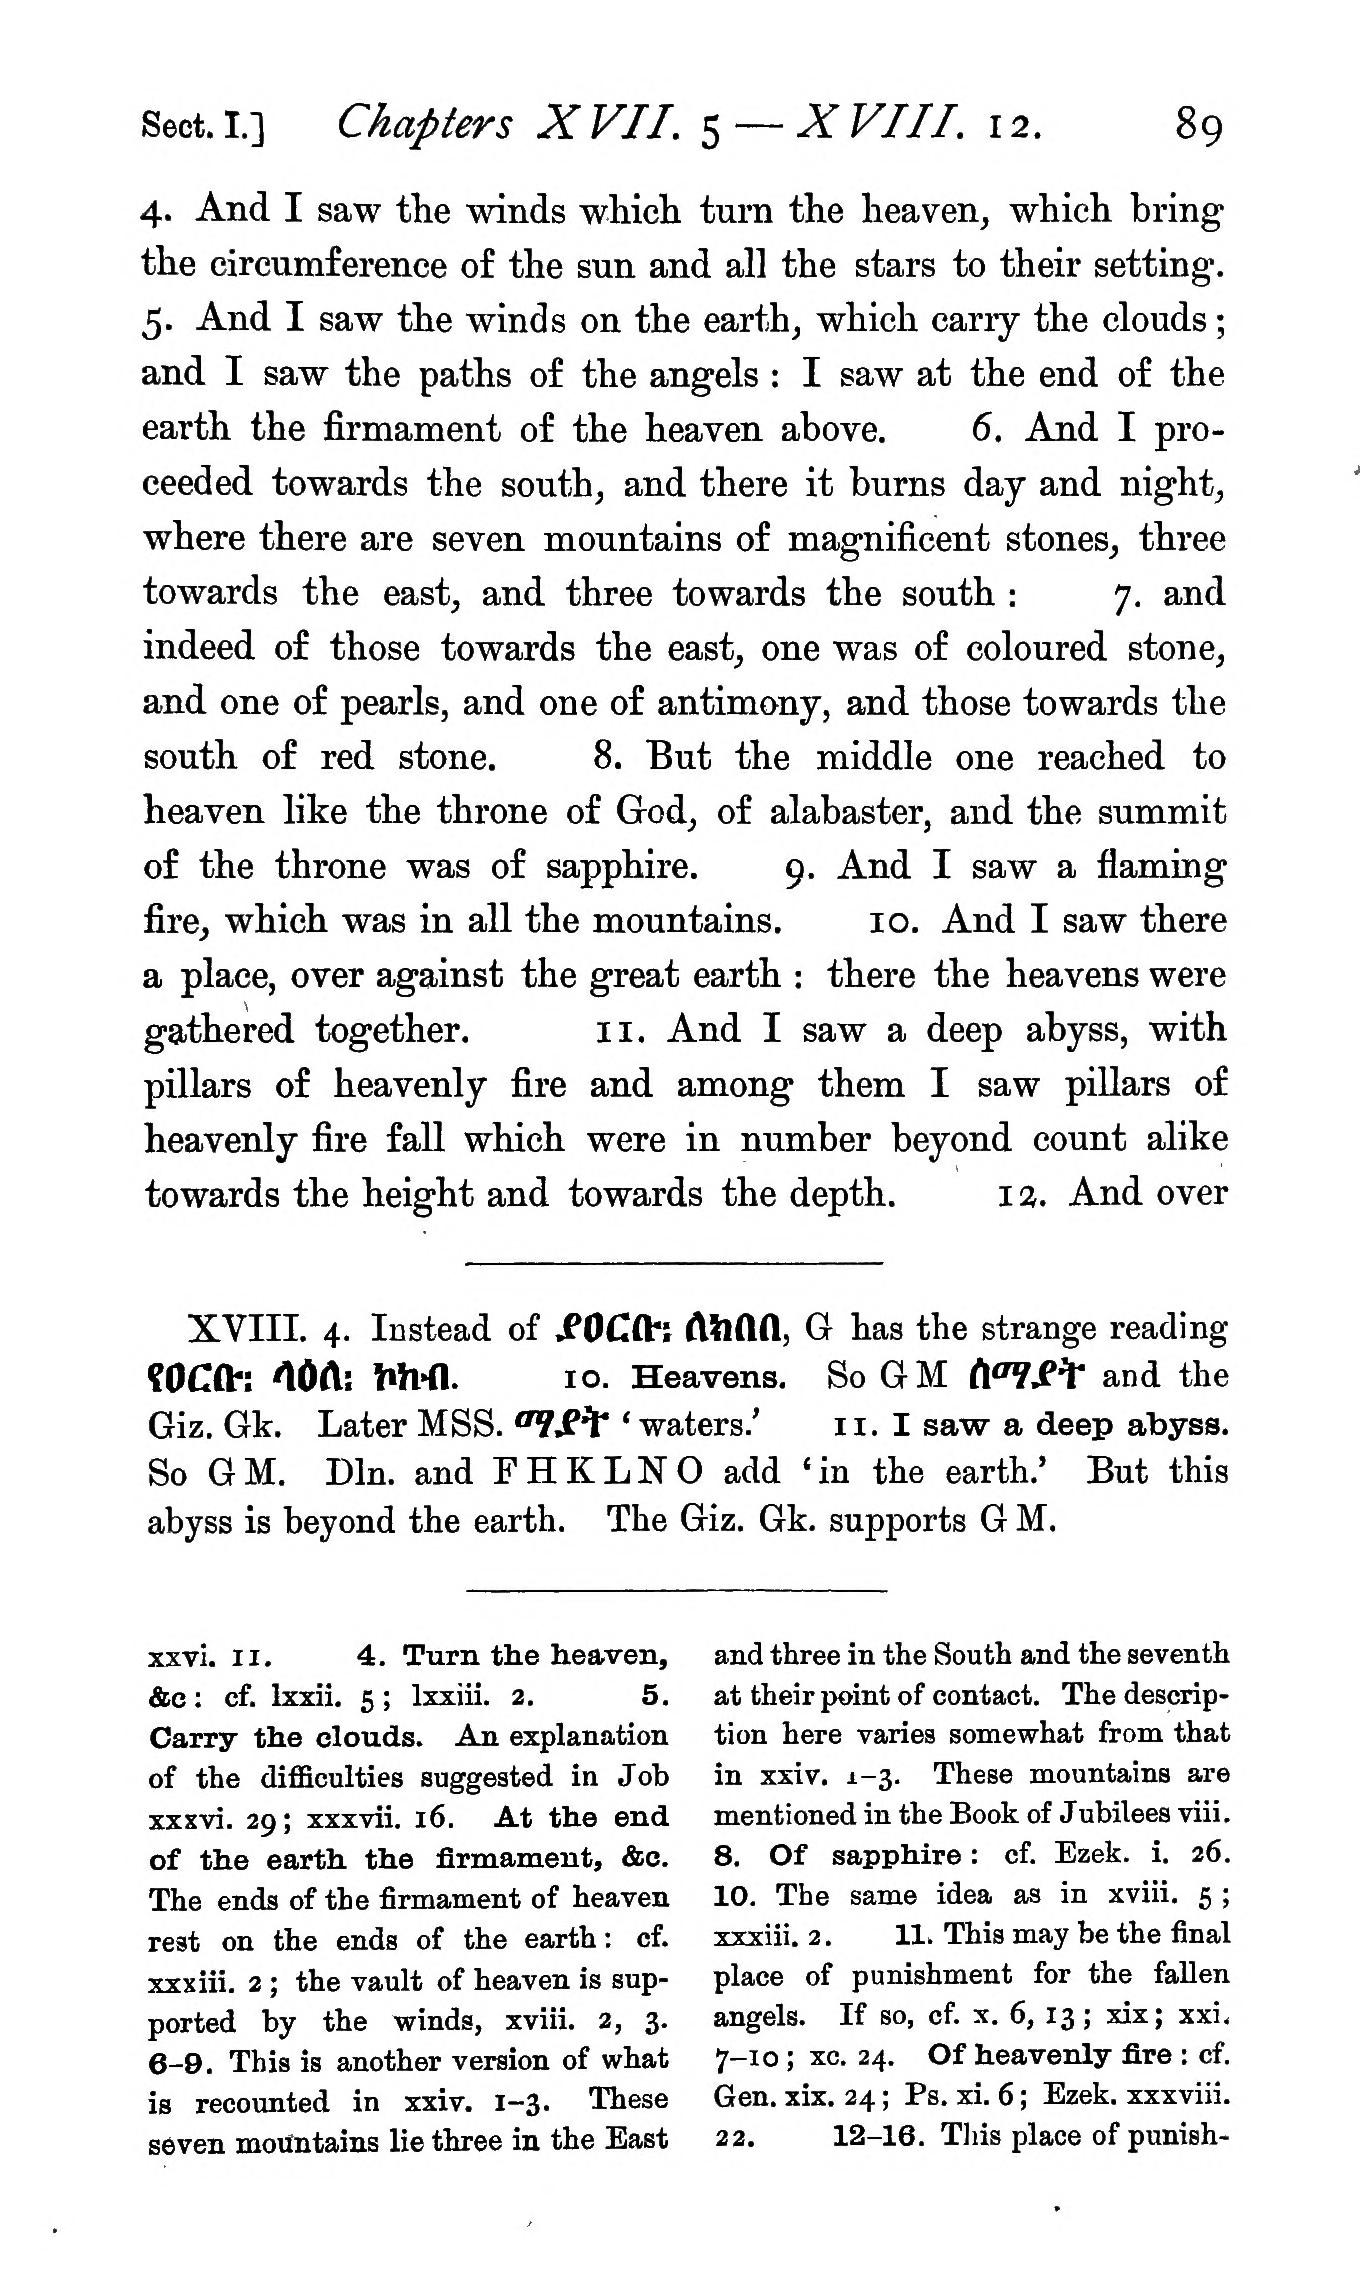 Sect. I.] Chapters XVII. 5 — XVIII. 12. 89
4. And I saw the winds which turn the heaven, which bring
the circumference of the sun and all the stars to their setting.
5. And I saw the winds on the earth, which carry the clouds;
and I saw the paths of the angels: I saw at the end of the
earth the firmament of the heaven above. 6. And I pro-
ceeded towards the south, and there it burns day and night,
where there are seven mountains of magnificent stones, three
towards the east, and three towards the south: 7. and
indeed of those towards the east, one was of coloured stone,
and one of pearls, and one of antimony, and those towards the
south of red stone. 8. But the middle one reached to
heaven like the throne of God, of alabaster, and the summit
of the throne was of sapphire. 9. And I saw a flaming
fire, which was in all the mountains. 10. And I saw there
a place, over against the great earth: there the heavens were
gathered together. 11. And I saw a deep abyss, with
pillars of heavenly fire and among them I saw pillars of
heavenly fire fall which were in number beyond count alike
towards the height and towards the depth. 12. And over
XVIII. 4. Instead of ያዐርቡ፡ ለከበበ, G has the strange reading
የዐርቡ፡ 10. Heavens. So G M ሰማያት and the
Giz. Gk. Later MSS. ማያት ‘waters.’ 11. I saw a deep abyss.
So G M. Dln. and F H K L N O add ‘in the earth.’ But this
abyss is beyond the earth. The Giz. Gk. supports G M.
xxvi. 11. 4. Turn the heaven,
&c: cf. lxxii. 5; lxxiii. 2. 5.
Carry the clouds. An explanation
of the difficulties suggested in Job
xxxvi. 29; xxxvii. 16. At the end
of the earth the firmament, &c.
The ends of the firmament of heaven
rest on the ends of the earth: cf.
xxxiii. 2; the vault of heaven is sup-
ported by the winds, xviii. 2, 3.
6–9. This is another version of what
is recounted in xxiv. 1–3. These
seven mountains lie three in the East
and three in the South and the seventh
at their point of contact. The descrip-
tion here varies somewhat from that
in xxiv. 1–3. These mountains are
mentioned in the Book of Jubilees viii.
8. Of sapphire: cf. Ezek. i. 26.
10. The same idea as in xviii. 5;
xxxiii. 2. 11. This may be the final
place of punishment for the fallen
angels. If so, cf. x. 6, 13; xix; xxi.
7–10; xc. 24. Of heavenly fire: cf.
Gen. xix. 24; Ps. xi. 6; Ezek. xxxviii.
22. 12–16. This place of punish-